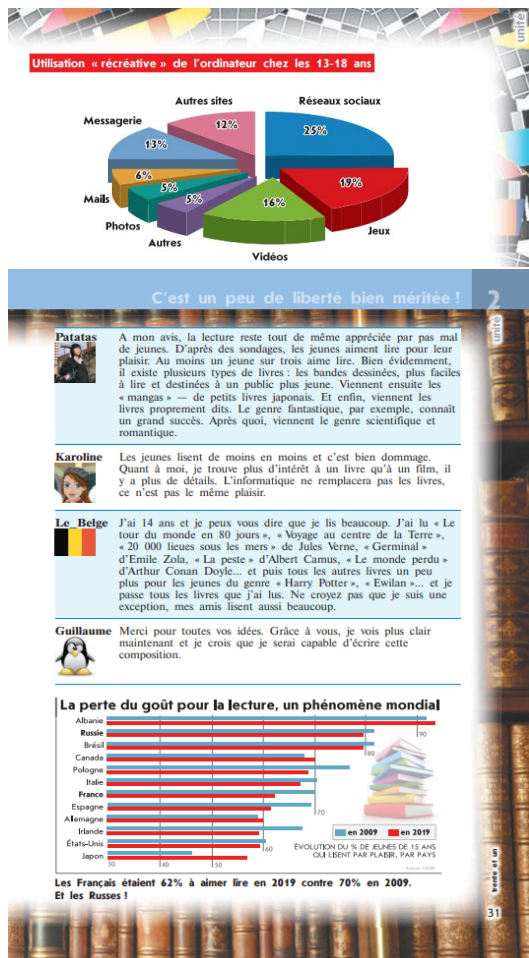 unité
Utilisation « récréative » de l'ordinateur chez les 13-18 ans
Autres sites
Réseaux sociaux
Messagerie
12%
25%
13%
6%
19%
5%
5%
16%
Mails
Photos
Autres
Jeux
Vidéos
C'est un peu de liberté bien méritée !
2
unité
Patatas
A mon avis, la lecture reste tout de même appréciée par pas mal
de jeunes. D'après des sondages, les jeunes aiment lire pour leur
plaisir. Au moins un jeune sur trois aime lire. Bien évidemment,
il existe plusieurs types de livres : les bandes dessinées, plus faciles
à lire et destinées à un public plus jeune. Viennent ensuite les
« mangas » — de petits livres japonais. Et enfin, viennent les
livres proprement dits. Le genre fantastique, par exemple, connaît
un grand succès. Après quoi, viennent le genre scientifique et
romantique.
Karoline
Les jeunes lisent de moins en moins et c'est bien dommage.
Quant à moi, je trouve plus d'intérêt à un livre qu'à un film, il
y a plus de détails. L'informatique ne remplacera pas les livres,
ce n'est pas le même plaisir.
Le_Belge
J'ai 14 ans et je peux vous dire que je lis beaucoup. J'ai lu « Le
tour du monde en 80 jours », « Voyage au centre de la Terre »,
« 20 000 lieues sous les mers » de Jules Verne, « Germinal »
d'Emile Zola, « La peste » d'Albert Camus, « Le monde perdu »
d'Arthur Conan Doyle... et puis tous les autres livres un peu
plus pour les jeunes du genre « Harry Potter », « Ewilan »... et je
passe tous les livres que j'ai lus. Ne croyez pas que je suis une
exception, mes amis lisent aussi beaucoup.
Guillaume
Merci pour toutes vos idées. Grâce à vous, je vois plus clair
maintenant et je crois que je serai capable d'écrire cette
composition.
La perte du goût pour la lecture, un phénomène mondial
Albanie
Russie
90
Brésil
80
Canada
Pologne
Italie
France
Espagne
70
Allemagne
Irlande
en 2009
en 2019
États-Unis
60
ÉVOLUTION DU % DE JEUNES DE 15 ANS
QUI LISENT PAR PLAISIR, PAR PAYS
Japon
30
40
50
Les Français étaient 62% à aimer lire en 2019 contre 70% en 2009.
Et les Russes !
trente et un
31